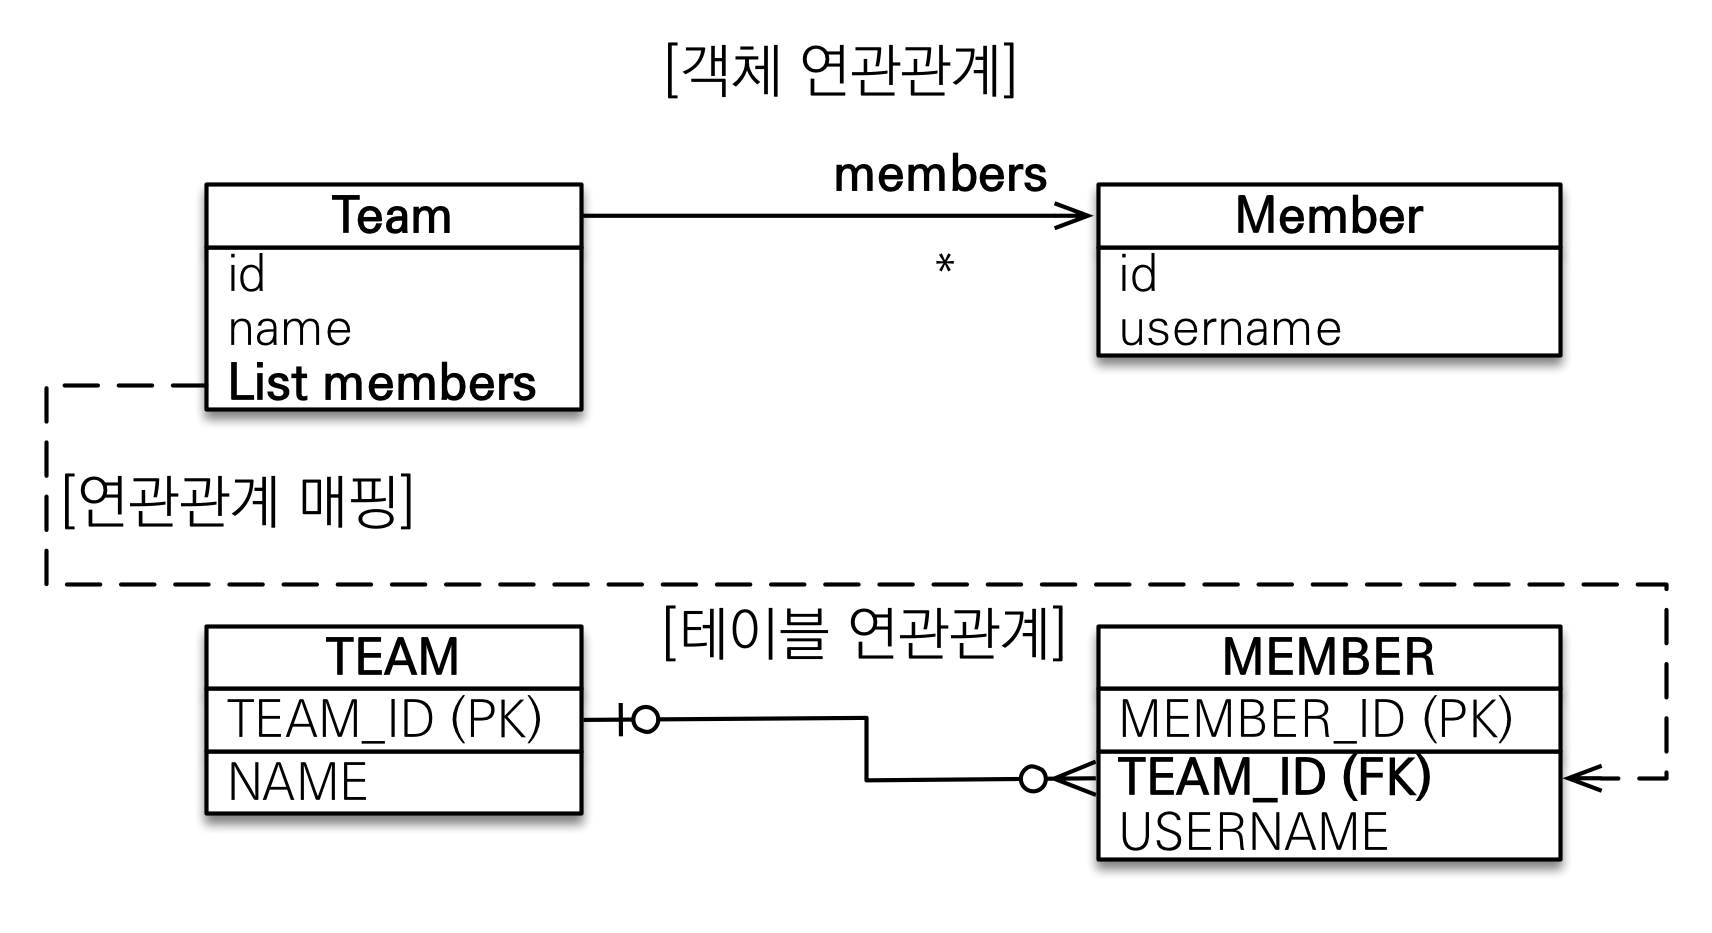 [객체 연관관계]
members
Team
Member
*
id
name
List members
id
username
[연관관계 매핑]
[테이블 연관관계]
TEAM
TEAM_ID (PK)
NAME
MEMBER
MEMBER_ID (PK)
TEAM_ID (FK)
USERNAME